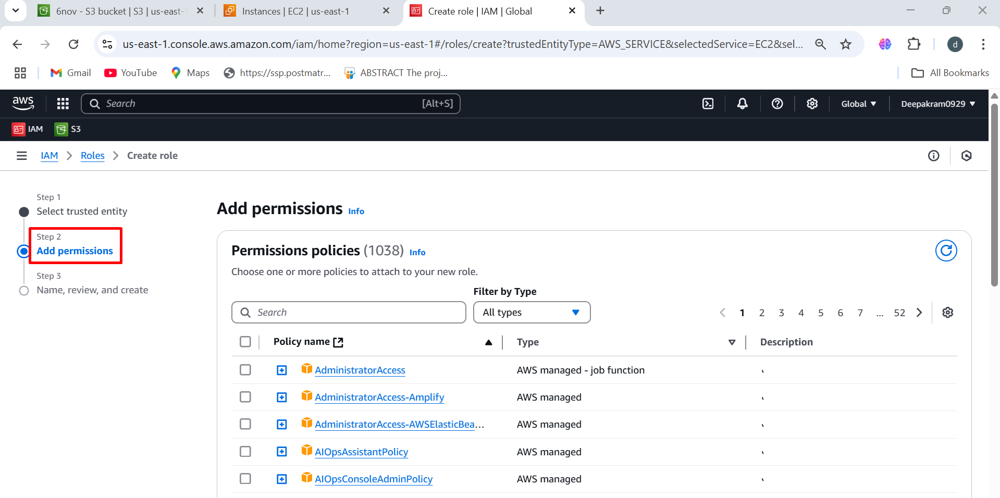 6nov - S3 bucket | S3 | us-east-
Instances | EC2 | us-east-1
Create role | IAM | Global
us-east-1.console.aws.amazon.com/iam/home?region=us-east-1#/roles/create?trustedEntityType=AWS_SERVICE&selectedService=EC2&sel...
d
Gmail
YouTube
Maps
https://ssp.postmatr...
ABSTRACT The proj...
All Bookmarks
aws
Search
[Alt+S]
Global
Deepakram0929
IAM
S3
IAM
Roles
Create role
Step 1
Select trusted entity
Step 2
Add permissions
Step 3
Name, review, and create
Add permissions Info
Permissions policies (1038) Info
Choose one or more policies to attach to your new role.
Filter by Type
Search
All types
1 2 3 4 5 6 7 ... 52
Policy name
Type
Description
AdministratorAccess
AWS managed - job function
AdministratorAccess-Amplify
AWS managed
AdministratorAccess-AWSElasticBea...
AWS managed
AIOpsAssistantPolicy
AWS managed
AIOpsConsoleAdminPolicy
AWS managed